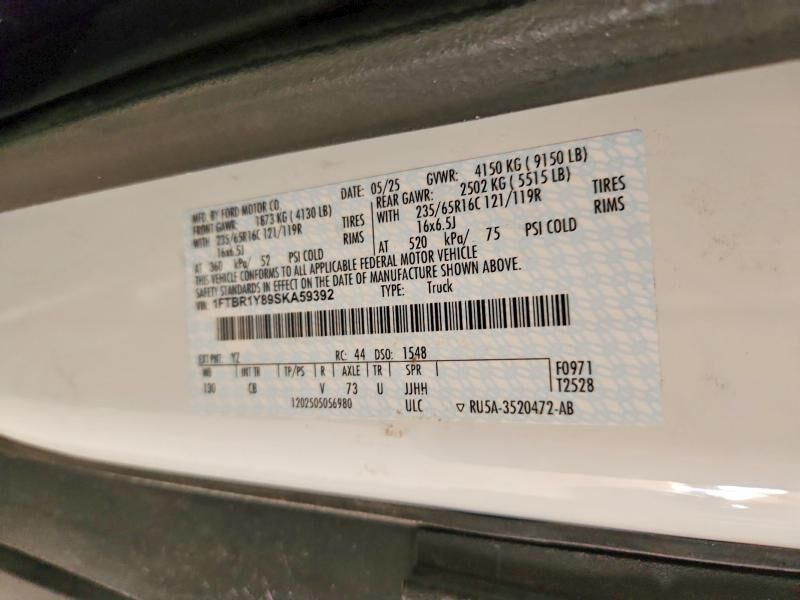 MFD. BY FORD MOTOR CO.
DATE: 05/25 GVWR: 4150 KG ( 9150 LB)
FRONT GAWR: 1873 KG ( 4130 LB)
WITH 235/65R16C 121/119R TIRES
16x6.5J RIMS
AT 360 kPa/ 52 PSI COLD
REAR GAWR: 2502 KG ( 5515 LB)
WITH 235/65R16C 121/119R TIRES
16x6.5J RIMS
AT 520 kPa/ 75 PSI COLD
THIS VEHICLE CONFORMS TO ALL APPLICABLE FEDERAL MOTOR VEHICLE
SAFETY STANDARDS IN EFFECT ON THE DATE OF MANUFACTURE SHOWN ABOVE.
VIN: 1FTBR1Y89SKA59392 TYPE: Truck
EXT PNT: YZ RC: 44 DSO: 1548
WB INT TR TP/PS R AXLE TR SPR F0971
130 CB V 73 U JJHH T2528
1202505056980 ULC ▽ RU5A-3520472-AB